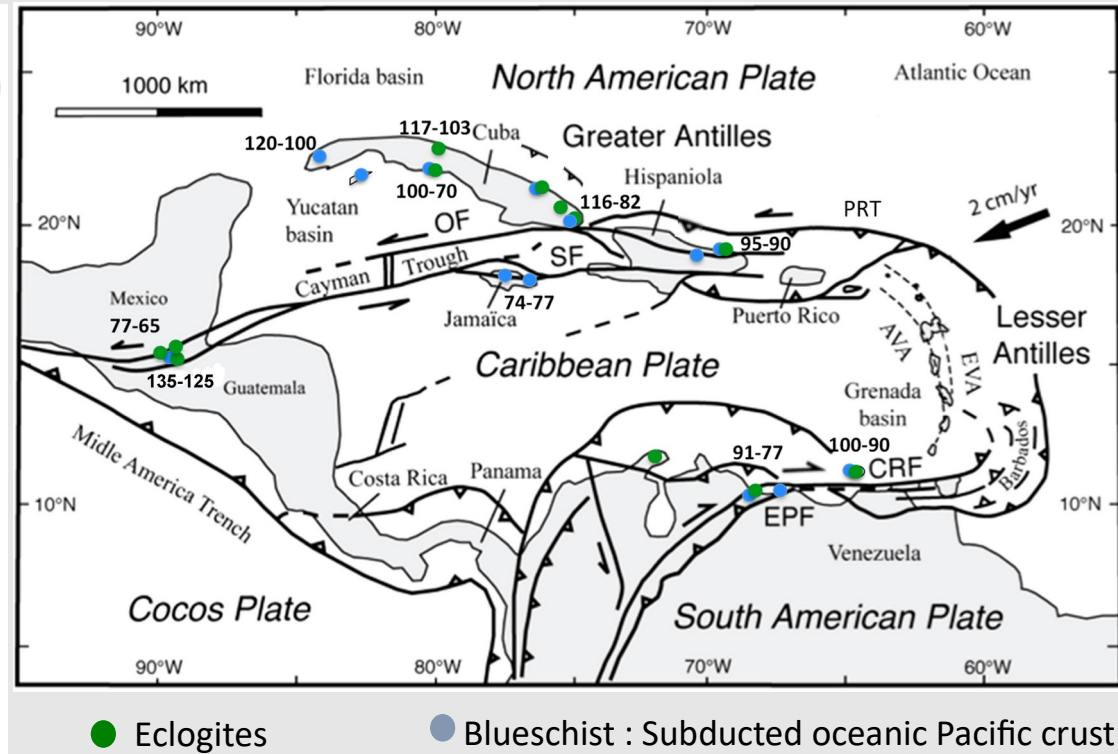 90°W 80°W 70°W 60°W
1000 km
Florida basin
North American Plate
Atlantic Ocean
120-100
117-103
Cuba
Greater Antilles
Hispaniola
100-70
116-82
Yucatan
basin
20°N
OF
PRT
2 cm/yr
20°N
95-90
SF
Cayman Trough
Mexico
77-65
74-77
Jamaïca
Puerto Rico
Lesser
Antilles
AVA
EVA
135-125
Guatemala
Caribbean Plate
Grenada
basin
Midle America Trench
91-77
100-90
CRF
Barbados
Costa Rica
Panama
10°N
EPF
10°N
Venezuela
Cocos Plate
South American Plate
90°W 80°W 70°W 60°W
Eclogites
Blueschist : Subducted oceanic Pacific crust